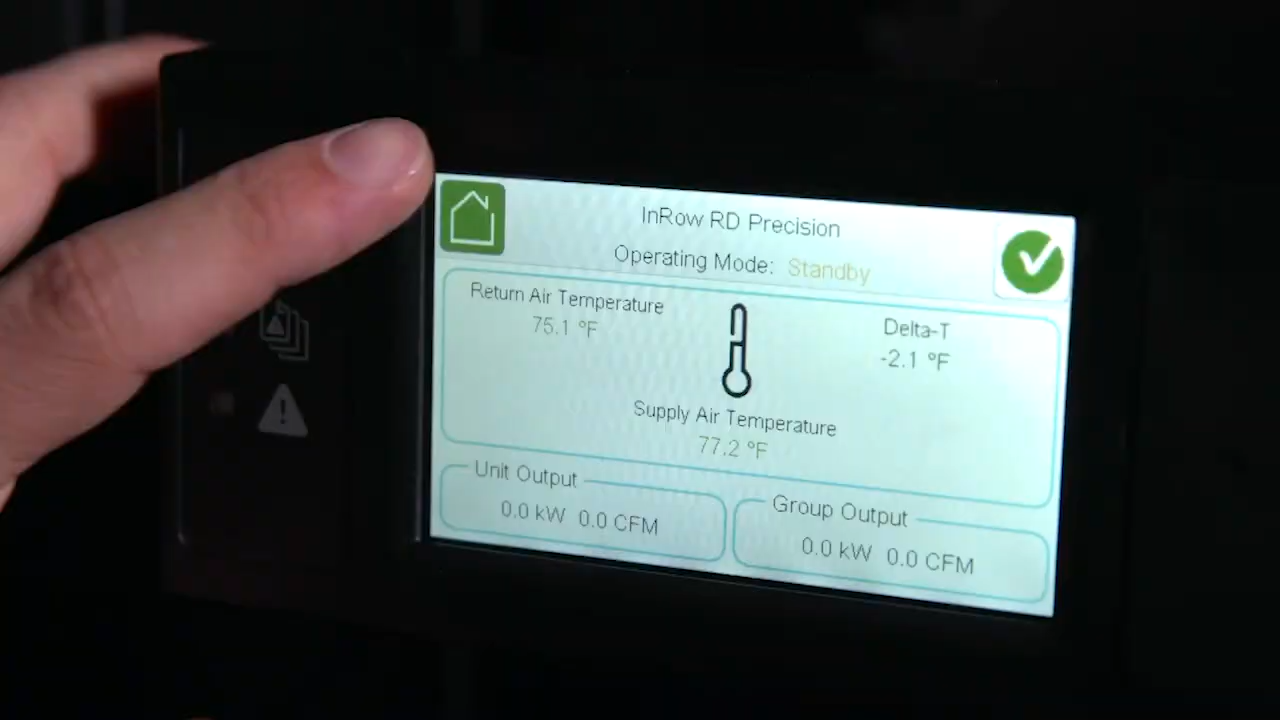 InRow RD Precision
Operating Mode: Standby
Return Air Temperature
75.1 °F
Delta-T
-2.1 °F
Supply Air Temperature
77.2 °F
Unit Output
0.0 kW 0.0 CFM
Group Output
0.0 kW 0.0 CFM